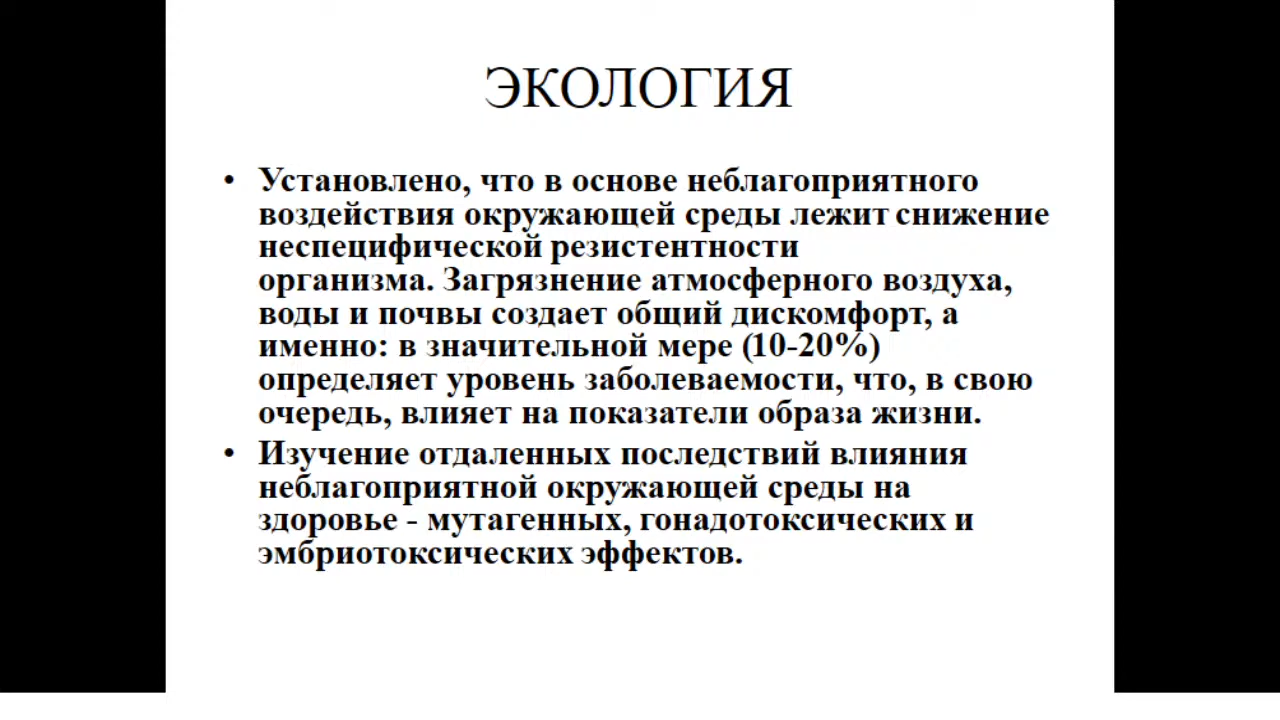 ЭКОЛОГИЯ
• Установлено, что в основе неблагоприятного
воздействия окружающей среды лежит снижение
неспецифической резистентности
организма. Загрязнение атмосферного воздуха,
воды и почвы создает общий дискомфорт, а
именно: в значительной мере (10-20%)
определяет уровень заболеваемости, что, в свою
очередь, влияет на показатели образа жизни.
• Изучение отдаленных последствий влияния
неблагоприятной окружающей среды на
здоровье - мутагенных, гонадотоксических и
эмбриотоксических эффектов.